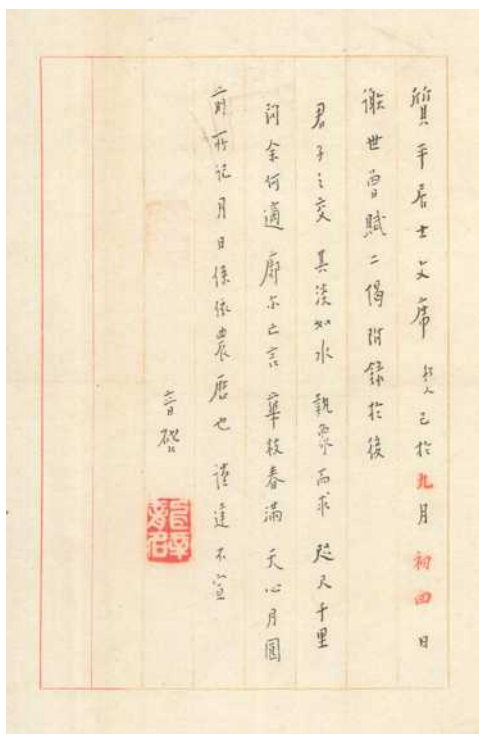 質平居士文席 朽人已於九月初四日
謝世曾賦二偈附錄於後
君子之交 其淡如水 執象而求 咫尺千里
問余何適 廓尔亡言 華枝春滿 天心月圓
前所記月日係依農厯也 謹達不宣
音啓